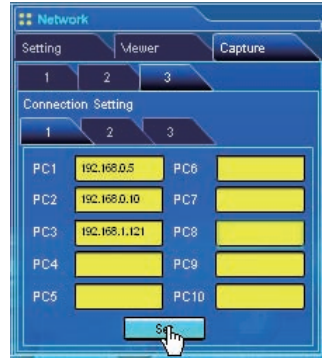 Network
Setting Viewer Capture
1 2 3
Connection Setting
1 2 3
PC1 192.168.0.5 PC6
PC2 192.168.0.10 PC7
PC3 192.168.1.121 PC8
PC4 PC9
PC5 PC10